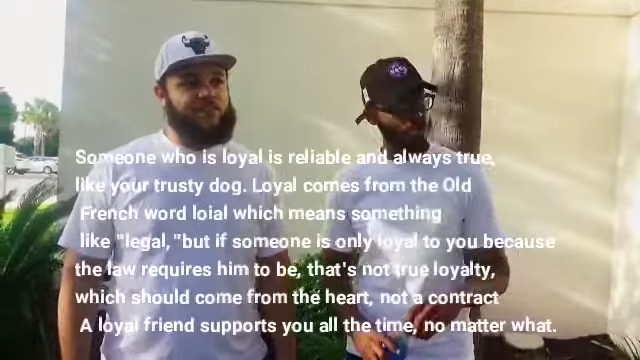 Someone who is loyal is reliable and always true,
like your trusty dog. Loyal comes from the Old
French word loial which means something
like "legal,"but if someone is only loyal to you because
the law requires him to be, that's not true loyalty,
which should come from the heart, not a contract
A loyal friend supports you all the time, no matter what.